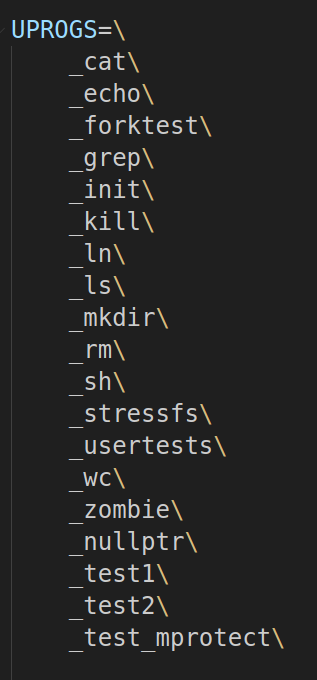 UPROGS=\
_cat\
_echo\
_forktest\
_grep\
_init\
_kill\
_ln\
_ls\
_mkdir\
_rm\
_sh\
_stressfs\
_usertests\
_wc\
_zombie\
_nullptr\
_test1\
_test2\
_test_mprotect\